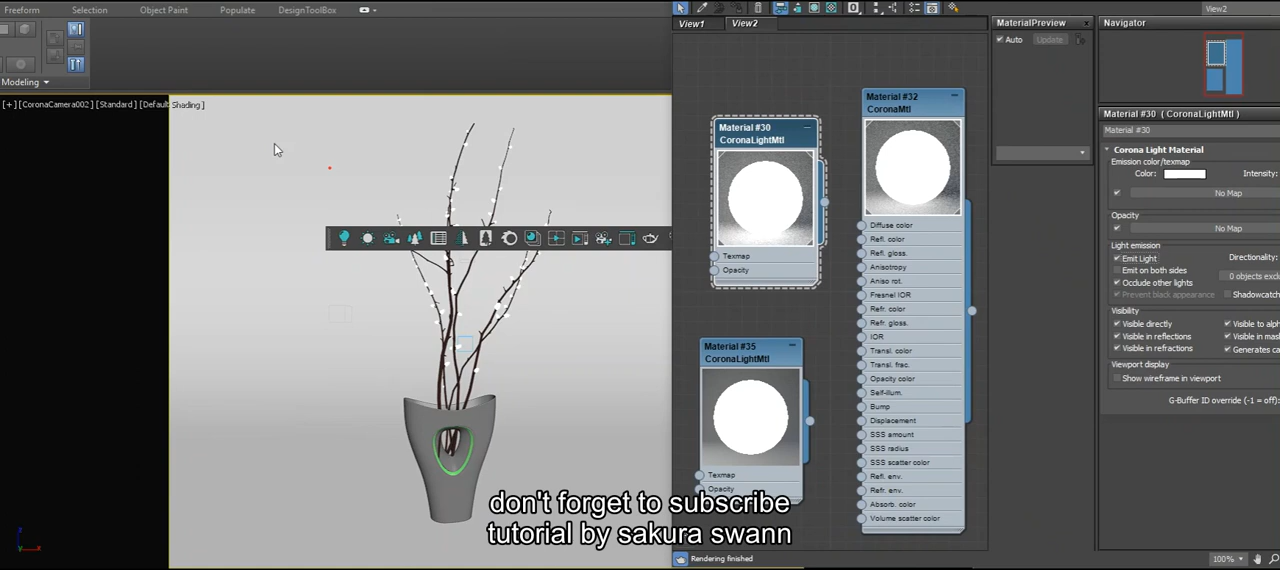 Freeform
Selection
Object Paint
Populate
DesignToolBox
View1
View2
MaterialPreview
Auto
Update
Navigator
View2
Modeling
[+] [CoronaCamera002] [Standard] [Default Shading]
Material #30
CoronaLightMtl
Texmap
Opacity
Material #35
CoronaLightMtl
Texmap
Opacity
Material #32
CoronaMtl
Diffuse color
Refl. color
Refl. gloss.
Anisotropy
Aniso rot.
Fresnel IOR
Refr. color
Refr. gloss.
IOR
Transl. color
Transl. frac.
Opacity color
Self-illum.
Bump
Displacement
SSS amount
SSS radius
SSS scatter color
Refl. env.
Refr. env.
Absorb. color
Volume scatter color
Material #30 ( CoronaLightMtl )
Material #30
Corona Light Material
Emission color/texmap
Color:
Intensity:
No Map
Opacity
No Map
Light emission
Emit Light
Directionality:
Emit on both sides
0 objects exclu
Occlude other lights
Prevent black appearance
Shadowcatch
Visibility
Visible directly
Visible to alph
Visible in reflections
Visible in mas
Visible in refractions
Generates ca
Viewport display
Show wireframe in viewport
G-Buffer ID override (-1 = off):
don't forget to subscribe
tutorial by sakura swann
Rendering finished
100%
z
x